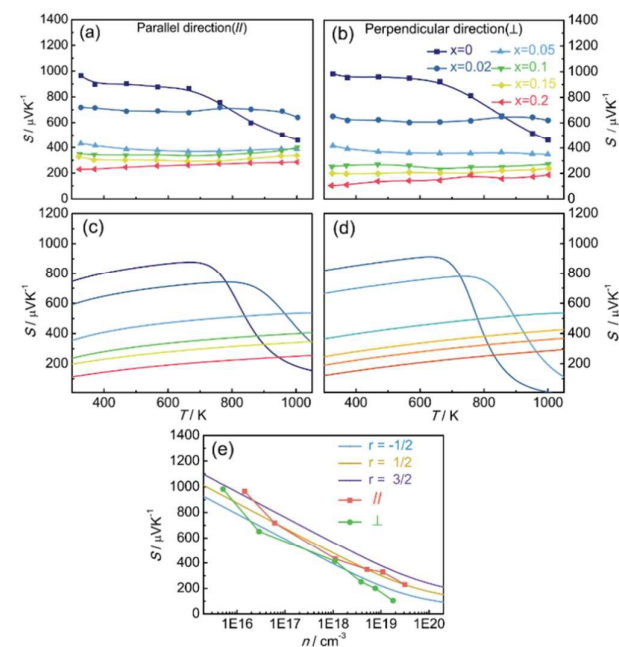 (a) Parallel direction(//)
(b) Perpendicular direction(⊥)
x=0
x=0.02
x=0.05
x=0.1
x=0.15
x=0.2
S / μVK⁻¹
1400
1200
1000
800
600
400
200
0
1400
1200
1000
800
600
400
200
0
S / μVK⁻¹
(c)
(d)
S / μVK⁻¹
1200
1000
800
600
400
200
1200
1000
800
600
400
200
S / μVK⁻¹
400 600 800 1000
400 600 800 1000
T / K
T / K
(e)
r = -1/2
r = 1/2
r = 3/2
//
⊥
S / μVK⁻¹
1400
1200
1000
800
600
400
200
0
1E16 1E17 1E18 1E19 1E20
n / cm⁻³